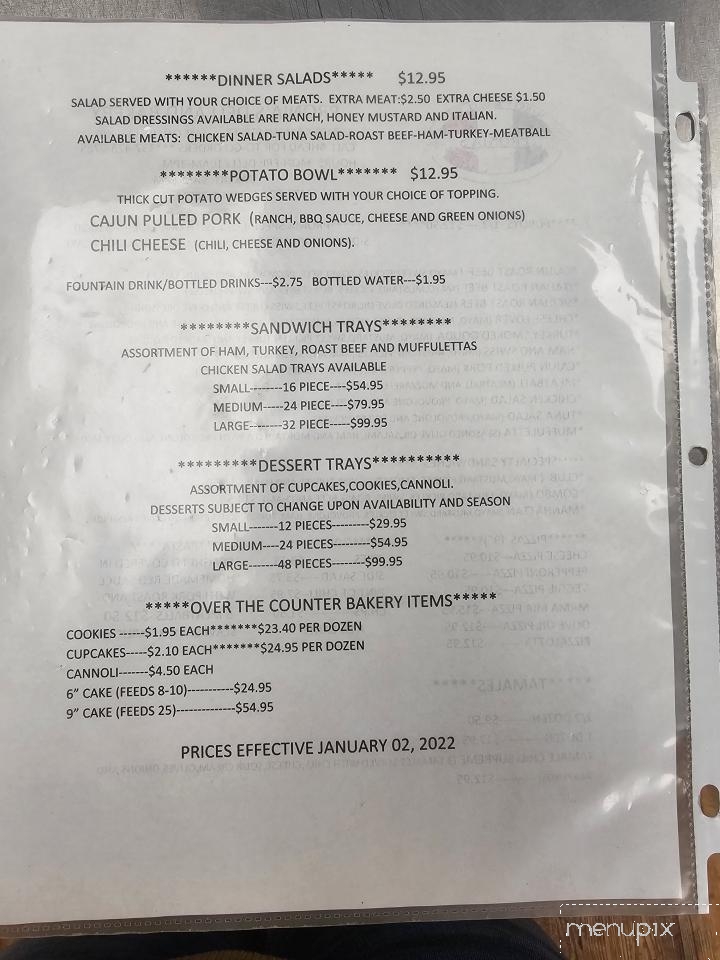 ******DINNER SALADS***** $12.95
SALAD SERVED WITH YOUR CHOICE OF MEATS. EXTRA MEAT:$2.50 EXTRA CHEESE $1.50
SALAD DRESSINGS AVAILABLE ARE RANCH, HONEY MUSTARD AND ITALIAN.
AVAILABLE MEATS: CHICKEN SALAD-TUNA SALAD-ROAST BEEF-HAM-TURKEY-MEATBALL
********POTATO BOWL******* $12.95
THICK CUT POTATO WEDGES SERVED WITH YOUR CHOICE OF TOPPING.
CAJUN PULLED PORK (RANCH, BBQ SAUCE, CHEESE AND GREEN ONIONS)
CHILI CHEESE (CHILI, CHEESE AND ONIONS).
FOUNTAIN DRINK/BOTTLED DRINKS---$2.75 BOTTLED WATER---$1.95
********SANDWICH TRAYS********
ASSORTMENT OF HAM, TURKEY, ROAST BEEF AND MUFFULETTAS
CHICKEN SALAD TRAYS AVAILABLE
SMALL--------16 PIECE----$54.95
MEDIUM-----24 PIECE----$79.95
LARGE--------32 PIECE----$99.95
*********DESSERT TRAYS**********
ASSORTMENT OF CUPCAKES,COOKIES,CANNOLI.
DESSERTS SUBJECT TO CHANGE UPON AVAILABILITY AND SEASON
SMALL-------12 PIECES---------$29.95
MEDIUM----24 PIECES---------$54.95
LARGE-------48 PIECES--------$99.95
*****OVER THE COUNTER BAKERY ITEMS*****
COOKIES ------$1.95 EACH*******$23.40 PER DOZEN
CUPCAKES-----$2.10 EACH*******$24.95 PER DOZEN
CANNOLI-------$4.50 EACH
6" CAKE (FEEDS 8-10)-----------$24.95
9" CAKE (FEEDS 25)--------------$54.95
PRICES EFFECTIVE JANUARY 02, 2022
menupix